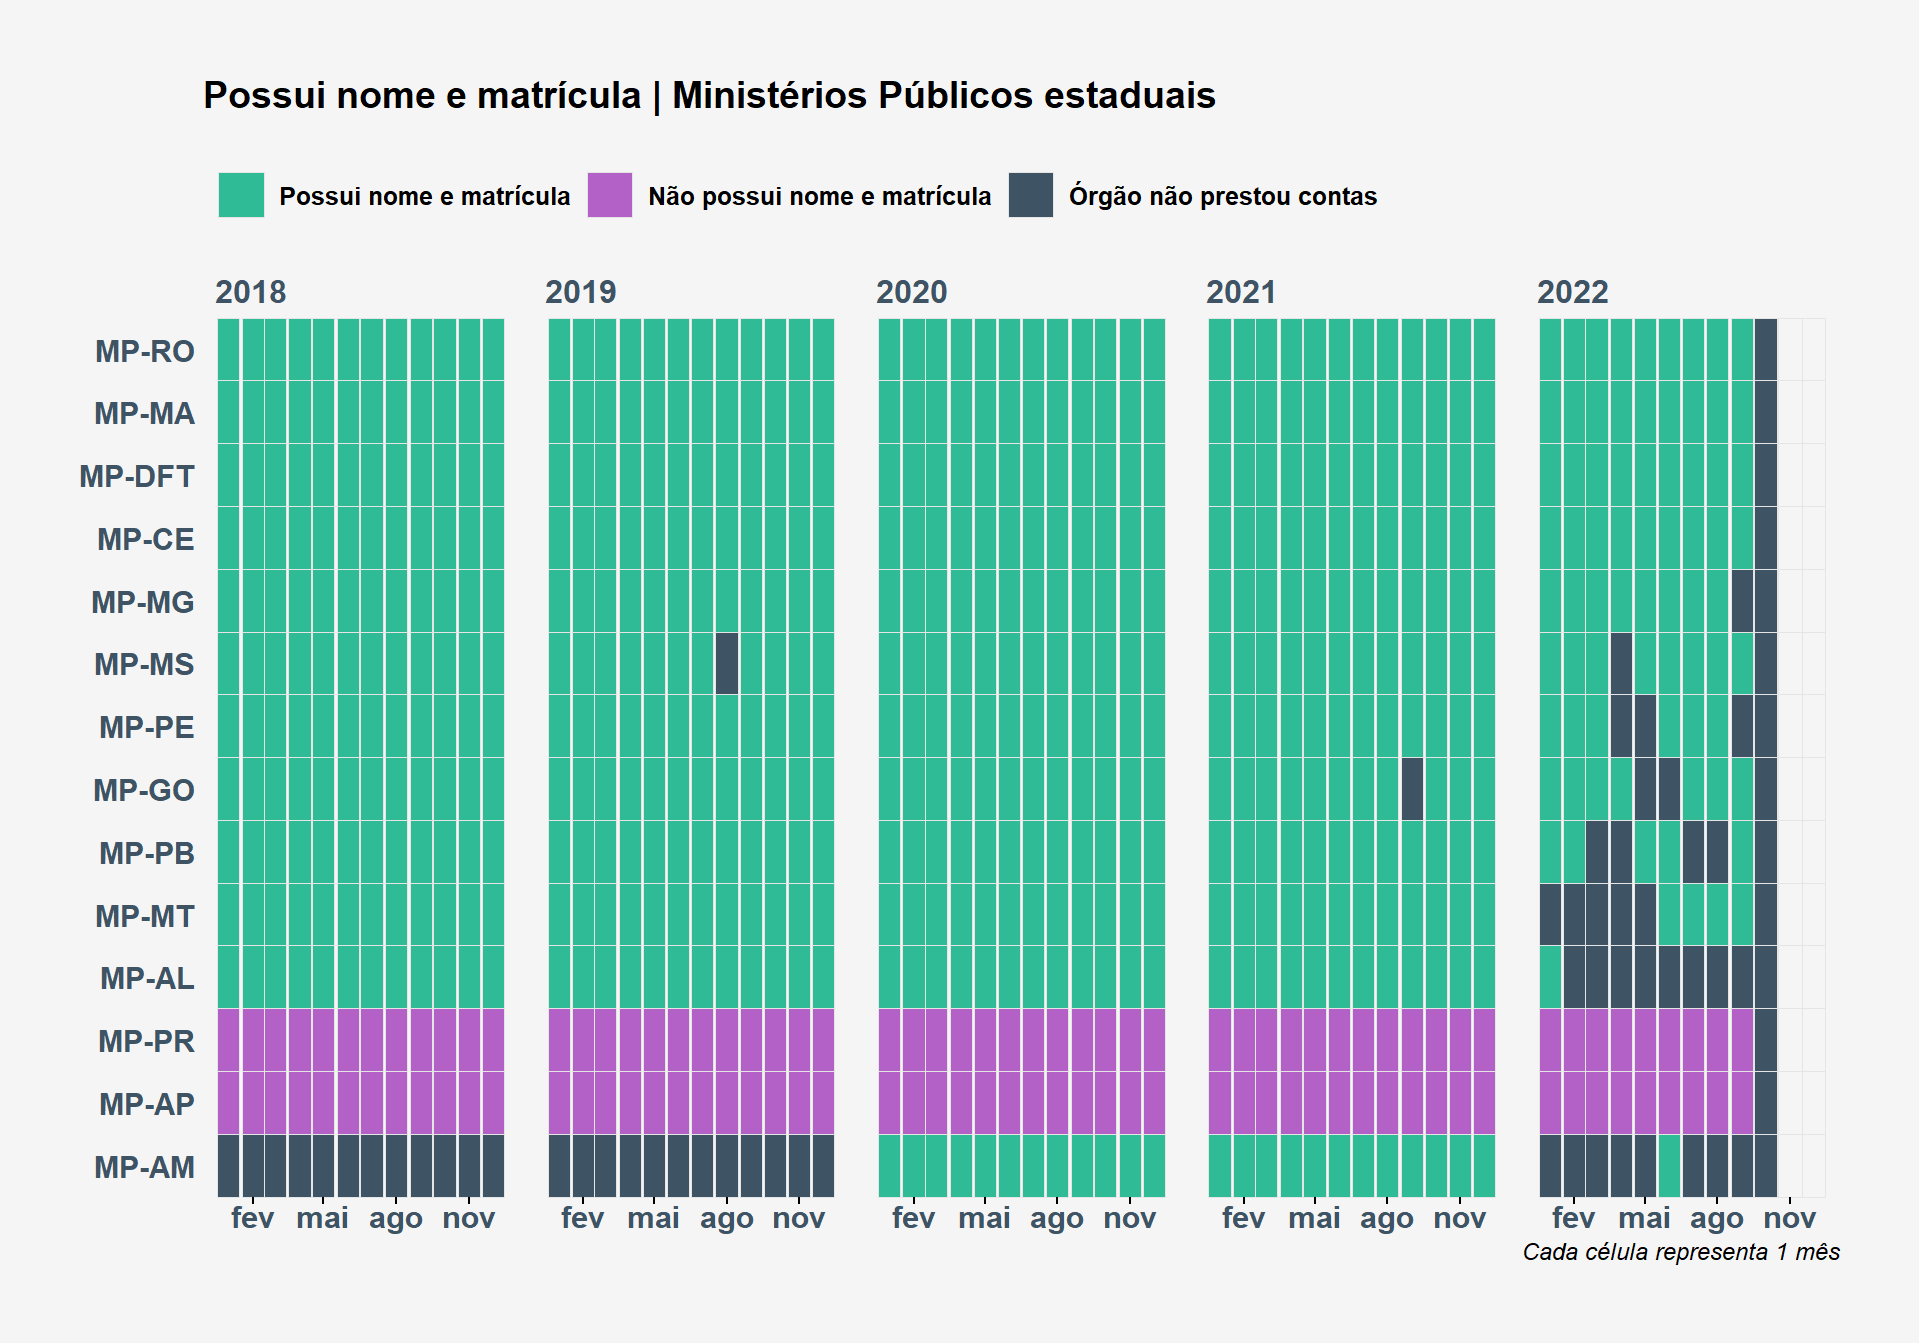 Possui nome e matrícula | Ministérios Públicos estaduais
Possui nome e matrícula Não possui nome e matrícula Órgão não prestou contas
2018 2019 2020 2021 2022
MP-RO
MP-MA
MP-DFT
MP-CE
MP-MG
MP-MS
MP-PE
MP-GO
MP-PB
MP-MT
MP-AL
MP-PR
MP-AP
MP-AM
fev mai ago nov fev mai ago nov fev mai ago nov fev mai ago nov fev mai ago nov
Cada célula representa 1 mês